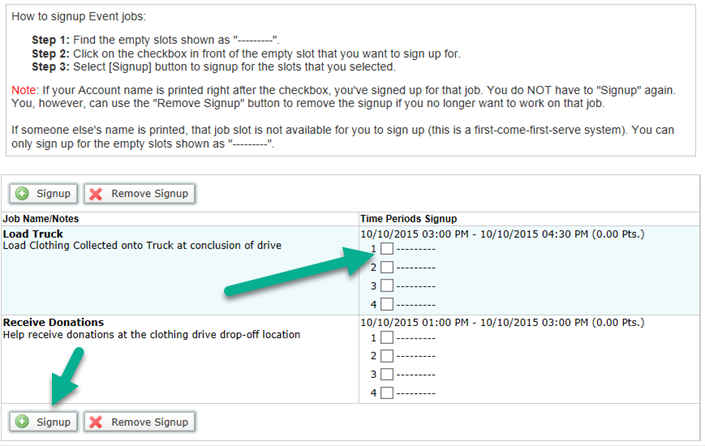 How to signup Event jobs:
Step 1: Find the empty slots shown as "---------".
Step 2: Click on the checkbox in front of the empty slot that you want to sign up for.
Step 3: Select [Signup] button to signup for the slots that you selected.
Note: If your Account name is printed right after the checkbox, you've signed up for that job. You do NOT have to "Signup" again.
You, however, can use the "Remove Signup" button to remove the signup if you no longer want to work on that job.
If someone else's name is printed, that job slot is not available for you to sign up (this is a first-come-first-serve system). You can
only sign up for the empty slots shown as "---------".
Signup Remove Signup
Job Name/Notes Time Periods Signup
Load Truck 10/10/2015 03:00 PM - 10/10/2015 04:30 PM (0.00 Pts.)
Load Clothing Collected onto Truck at conclusion of drive
1 ---------
2 ---------
3 ---------
4 ---------
Receive Donations 10/10/2015 01:00 PM - 10/10/2015 03:00 PM (0.00 Pts.)
Help receive donations at the clothing drive drop-off location
1 ---------
2 ---------
3 ---------
4 ---------
Signup Remove Signup